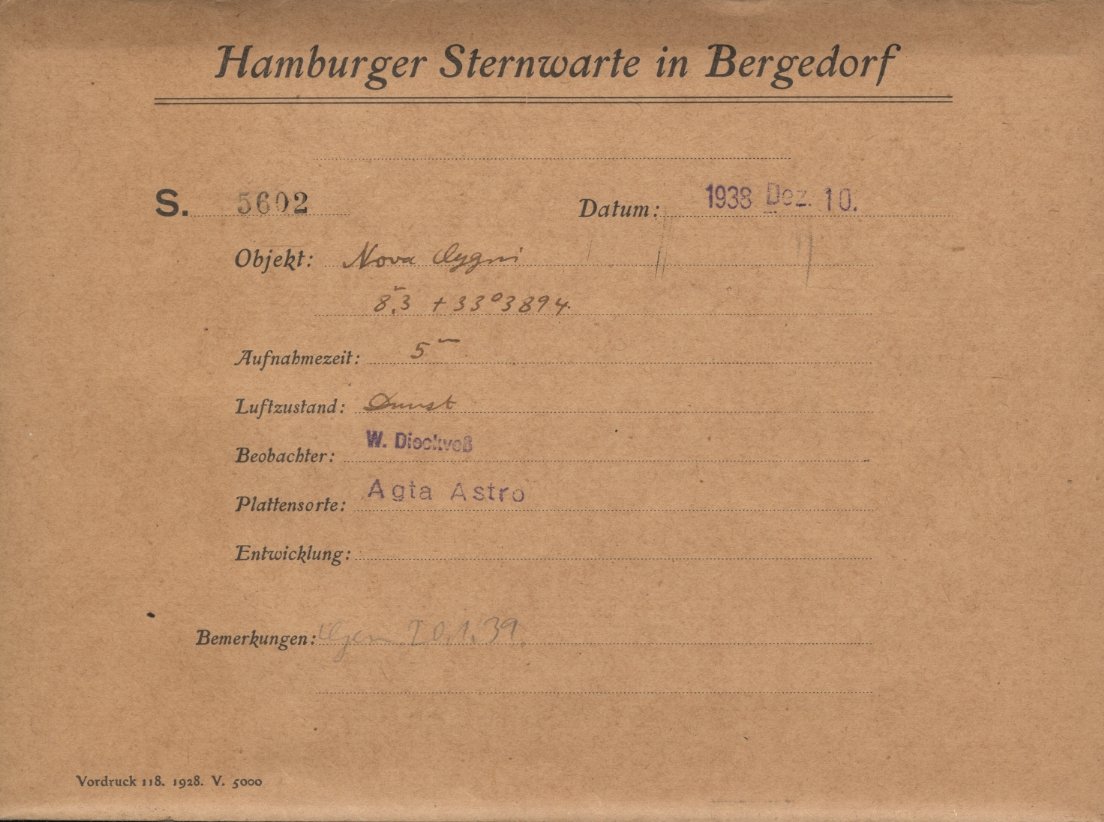 Hamburger Sternwarte in Bergedorf
S. 5602 Datum: 1938 Dez. 10.
Objekt: Nova Cygni
8.3 +33°3894
Aufnahmezeit: 5ᵐ
Luftzustand: Dunst
Beobachter: W. Dieckvoß
Plattensorte: Agfa Astro
Entwicklung:
Bemerkungen: 20.1.39.
Vordruck 118. 1928. V. 5000